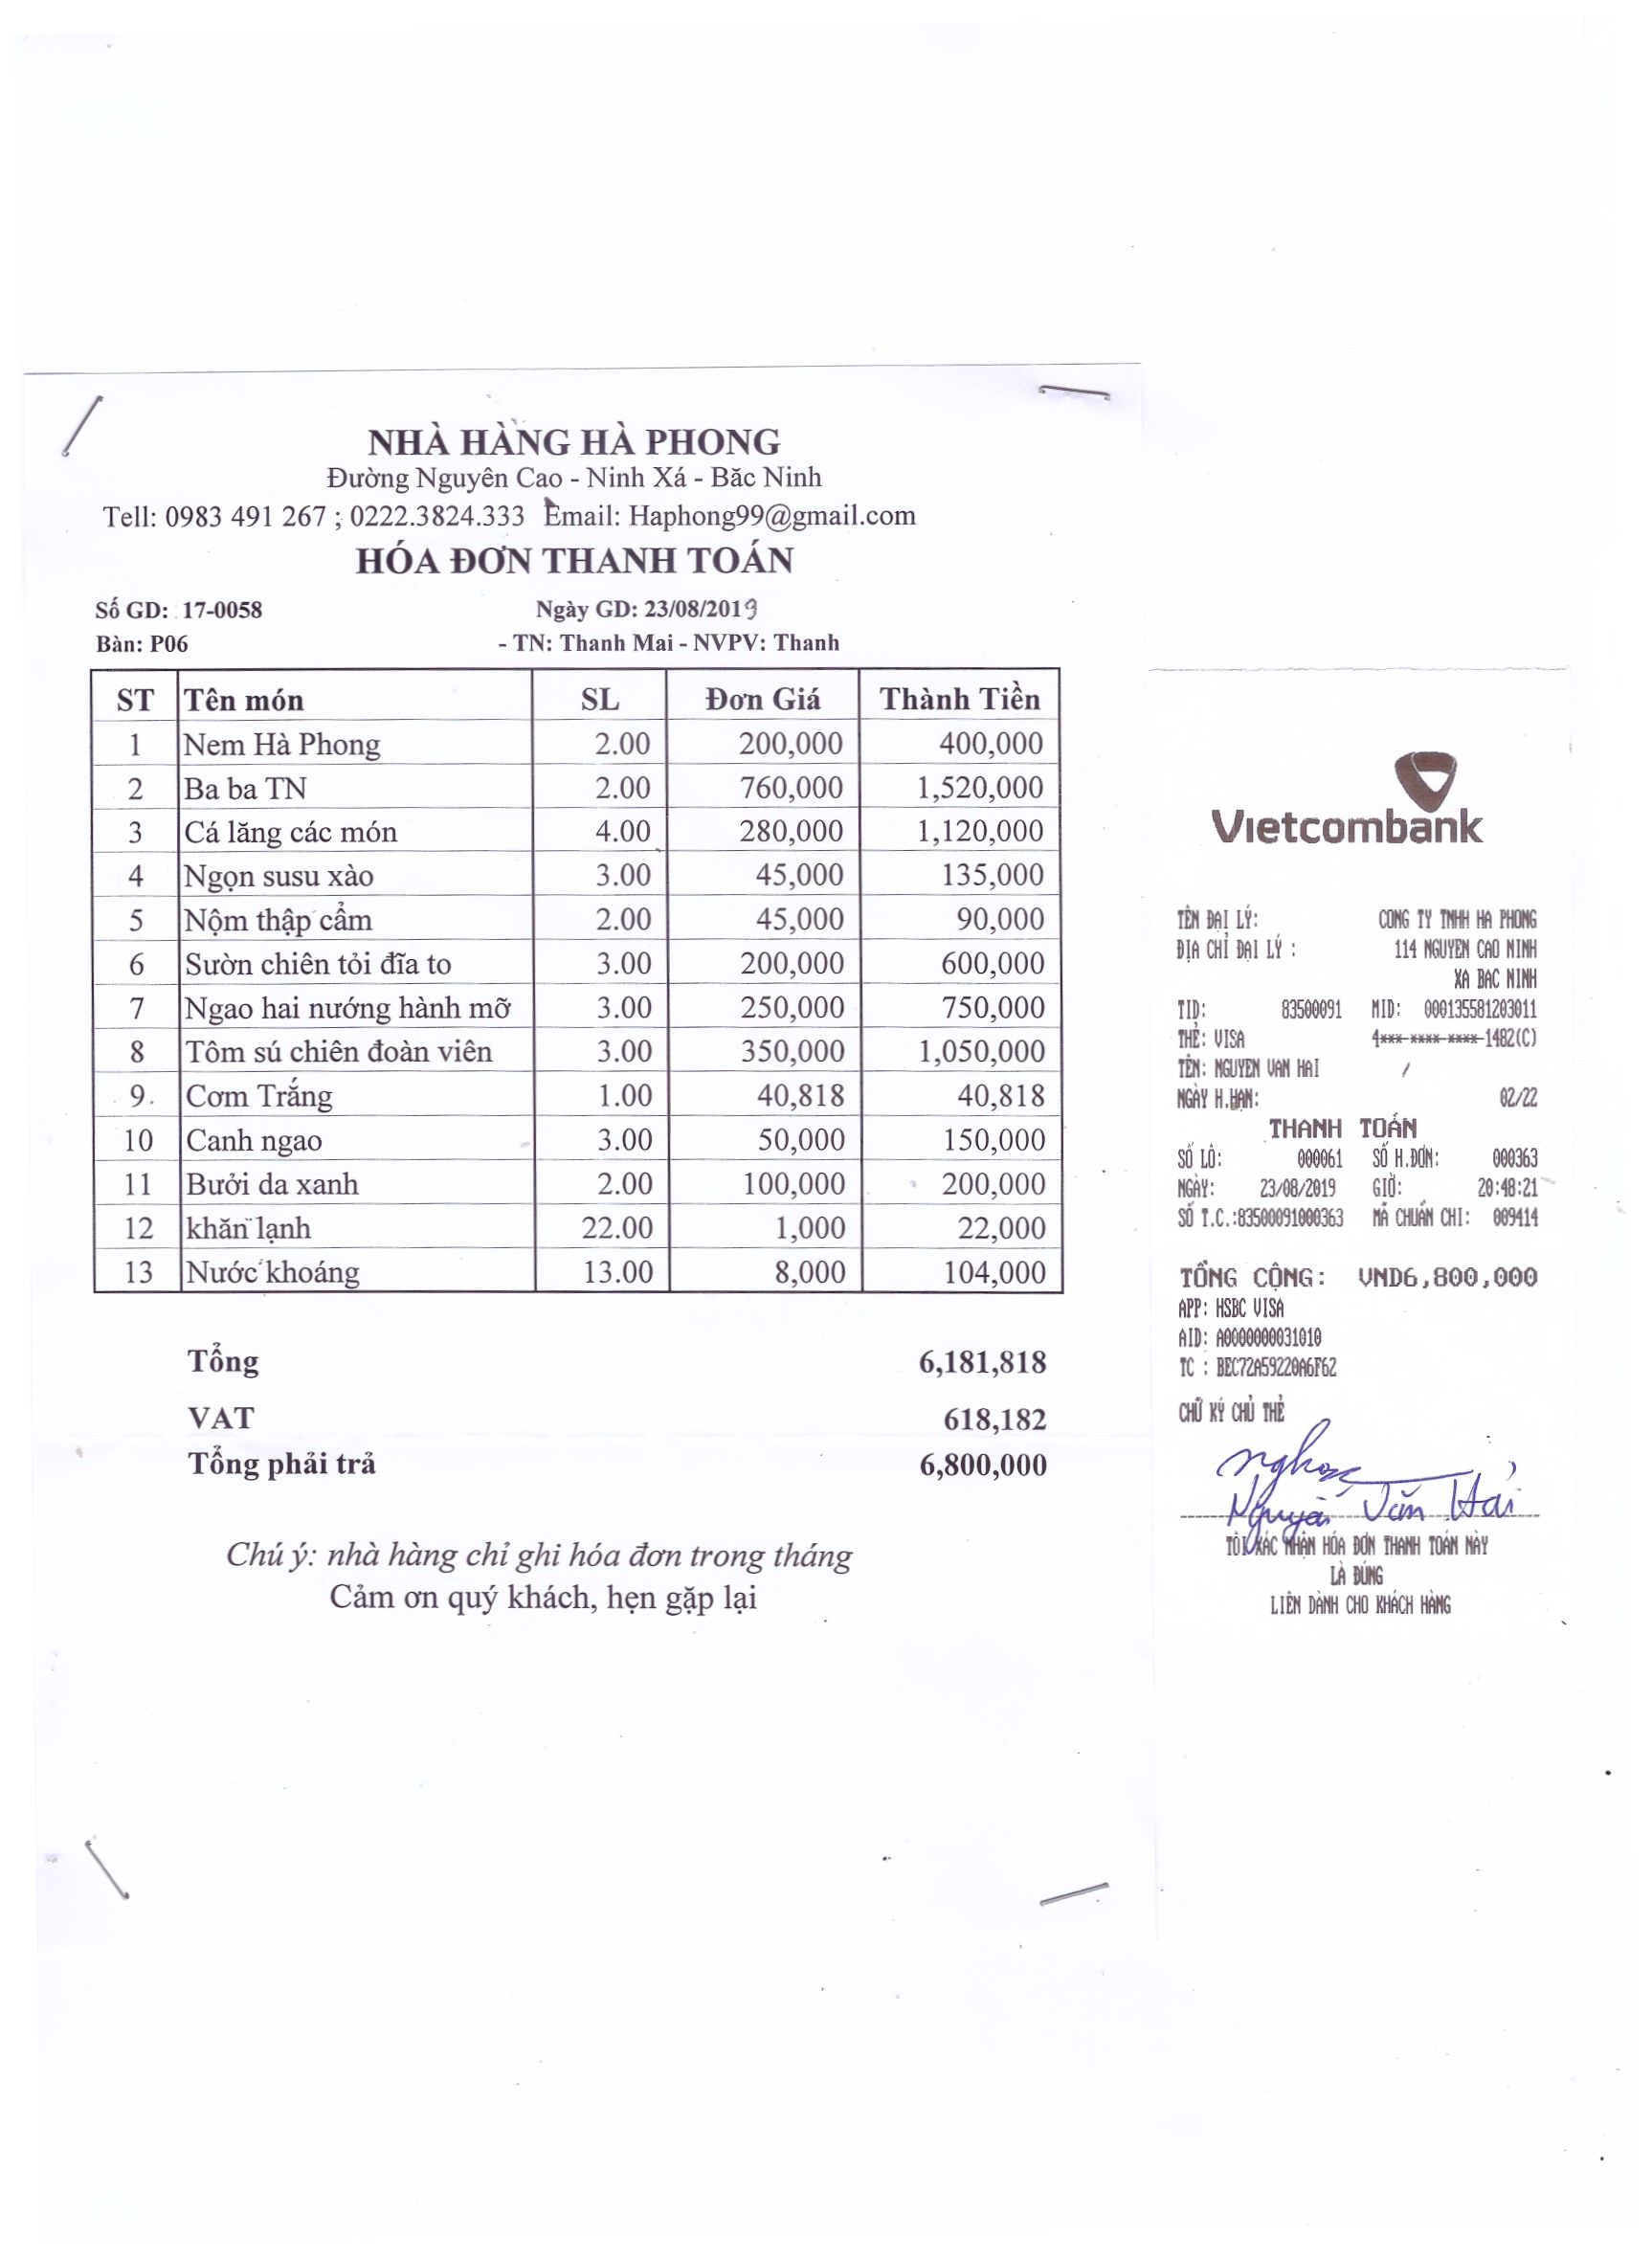 NHÀ HÀNG HÀ PHONG
Đường Nguyên Cao - Ninh Xá - Băc Ninh
Tell: 0983 491 267 ; 0222.3824.333 Email: Haphong99@gmail.com
HÓA ĐƠN THANH TOÁN
Số GD: 17-0058 Ngày GD: 23/08/2019
Bàn: P06 - TN: Thanh Mai - NVPV: Thanh
ST Tên món SL Đơn Giá Thành Tiền
1 Nem Hà Phong 2.00 200,000 400,000
2 Ba ba TN 2.00 760,000 1,520,000
3 Cá lăng các món 4.00 280,000 1,120,000
4 Ngọn susu xào 3.00 45,000 135,000
5 Nộm thập cẩm 2.00 45,000 90,000
6 Sườn chiên tỏi đĩa to 3.00 200,000 600,000
7 Ngao hai nướng hành mỡ 3.00 250,000 750,000
8 Tôm sú chiên đoàn viên 3.00 350,000 1,050,000
9 Cơm Trắng 1.00 40,818 40,818
10 Canh ngao 3.00 50,000 150,000
11 Bưởi da xanh 2.00 100,000 200,000
12 khăn lạnh 22.00 1,000 22,000
13 Nước khoáng 13.00 8,000 104,000
Tổng 6,181,818
VAT 618,182
Tổng phải trả 6,800,000
Chú ý: nhà hàng chỉ ghi hóa đơn trong tháng
Cảm ơn quý khách, hẹn gặp lại
Vietcombank
TÊN ĐẠI LÝ: CONG TY TNHH HA PHONG
ĐỊA CHỈ ĐẠI LÝ : 114 NGUYEN CAO NINH
XA BAC NINH
TID: 83500091 MID: 000135581203011
THẺ: VISA 4*** **** **** 1482(C)
TÊN: NGUYEN VAN HAI /
NGÀY H.HẠN: 02/22
THANH TOÁN
SỐ LÔ: 000061 SỐ H.ĐƠN: 000363
NGÀY: 23/08/2019 GIỜ: 20:48:21
SỐ T.C.:83500091000363 MÃ CHUẨN CHI: 009414
TỔNG CỘNG: VND6,800,000
APP: HSBC VISA
AID: A0000000031010
TC : BEC72A59220A6F62
CHỮ KÝ CHỦ THẺ
Nguyễn Văn Hải
TÔI XÁC NHẬN HÓA ĐƠN THANH TOÁN NÀY
LÀ ĐÚNG
LIÊN DÀNH CHO KHÁCH HÀNG